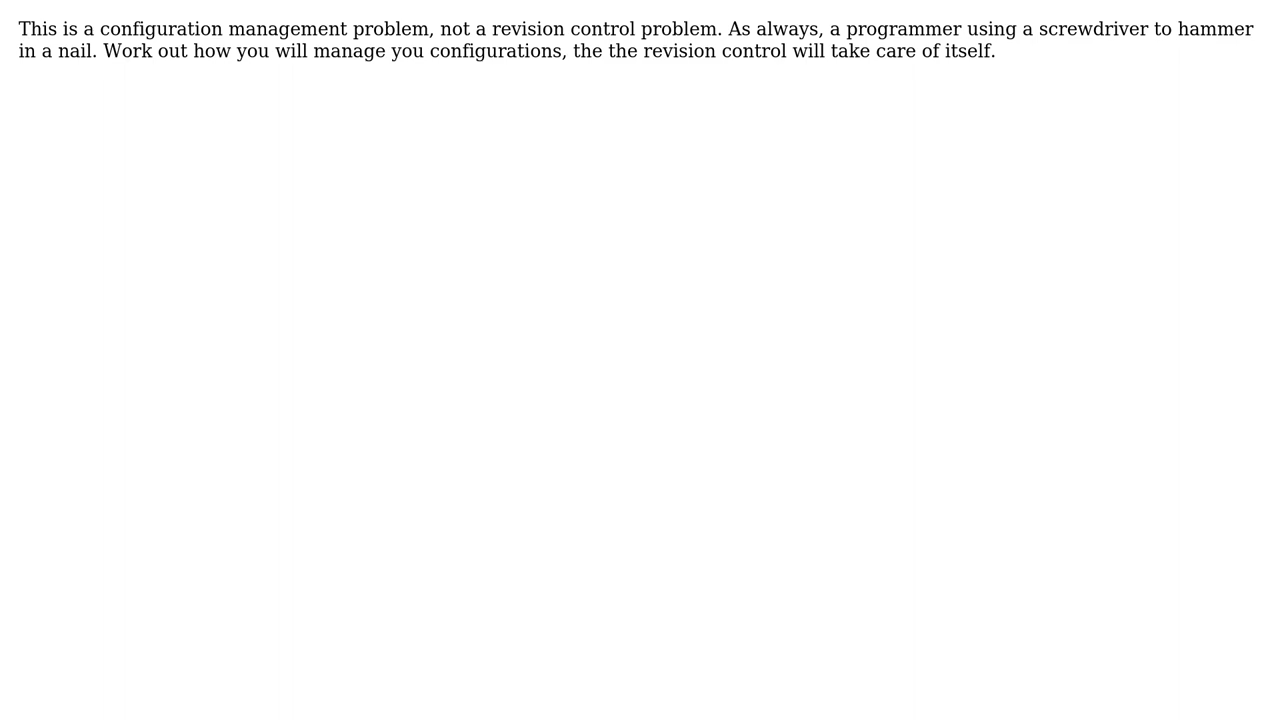 This is a configuration management problem, not a revision control problem. As always, a programmer using a screwdriver to hammer
in a nail. Work out how you will manage you configurations, the the revision control will take care of itself.